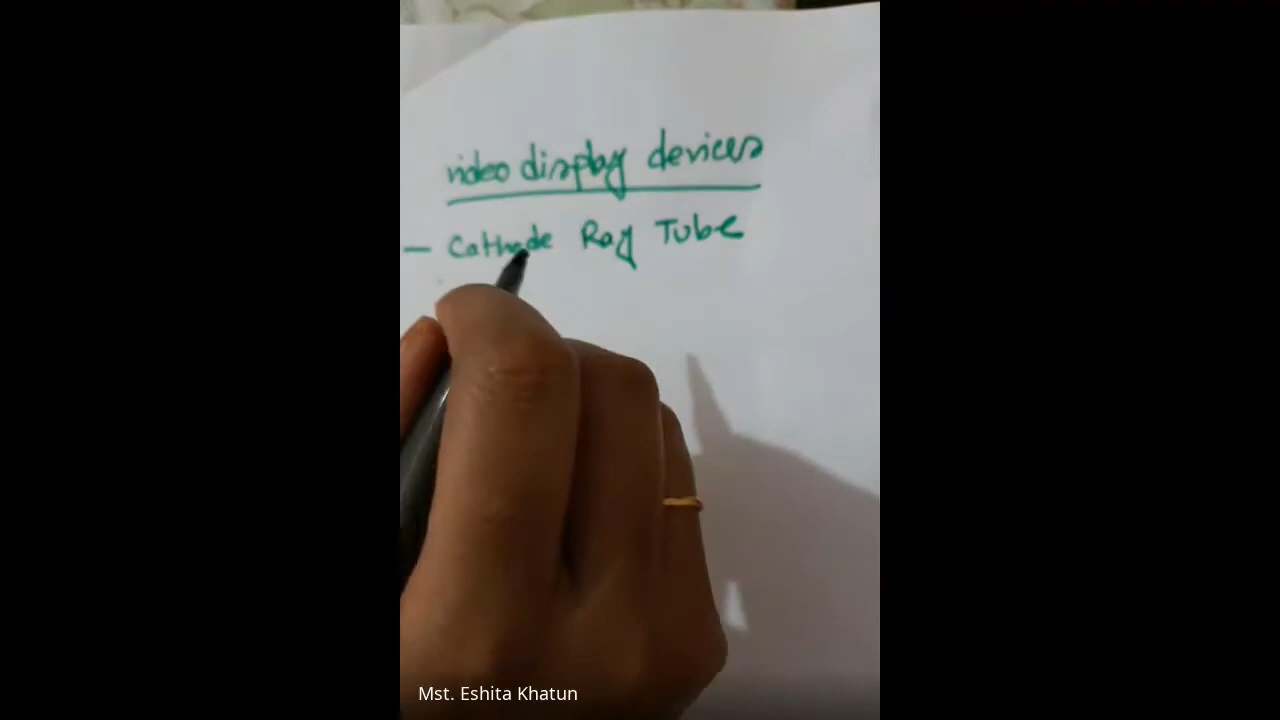 video display devices
— Cathode Ray Tube
Mst. Eshita Khatun